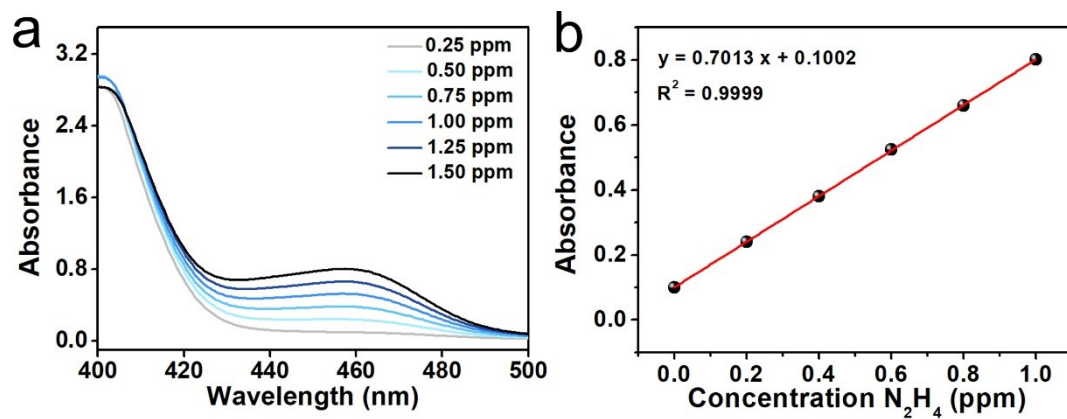 a
3.2
2.4
1.6
0.8
0.0
Absorbance
400 420 440 460 480 500
Wavelength (nm)
0.25 ppm
0.50 ppm
0.75 ppm
1.00 ppm
1.25 ppm
1.50 ppm
b
y = 0.7013 x + 0.1002
R² = 0.9999
0.8
0.6
0.4
0.2
0.0
Absorbance
0.0 0.2 0.4 0.6 0.8 1.0
Concentration N₂H₄ (ppm)